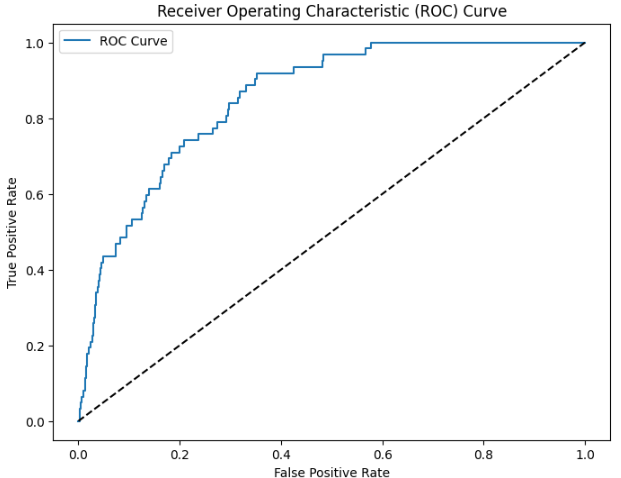 Receiver Operating Characteristic (ROC) Curve
ROC Curve
True Positive Rate
1.0
0.8
0.6
0.4
0.2
0.0
0.0 0.2 0.4 0.6 0.8 1.0
False Positive Rate